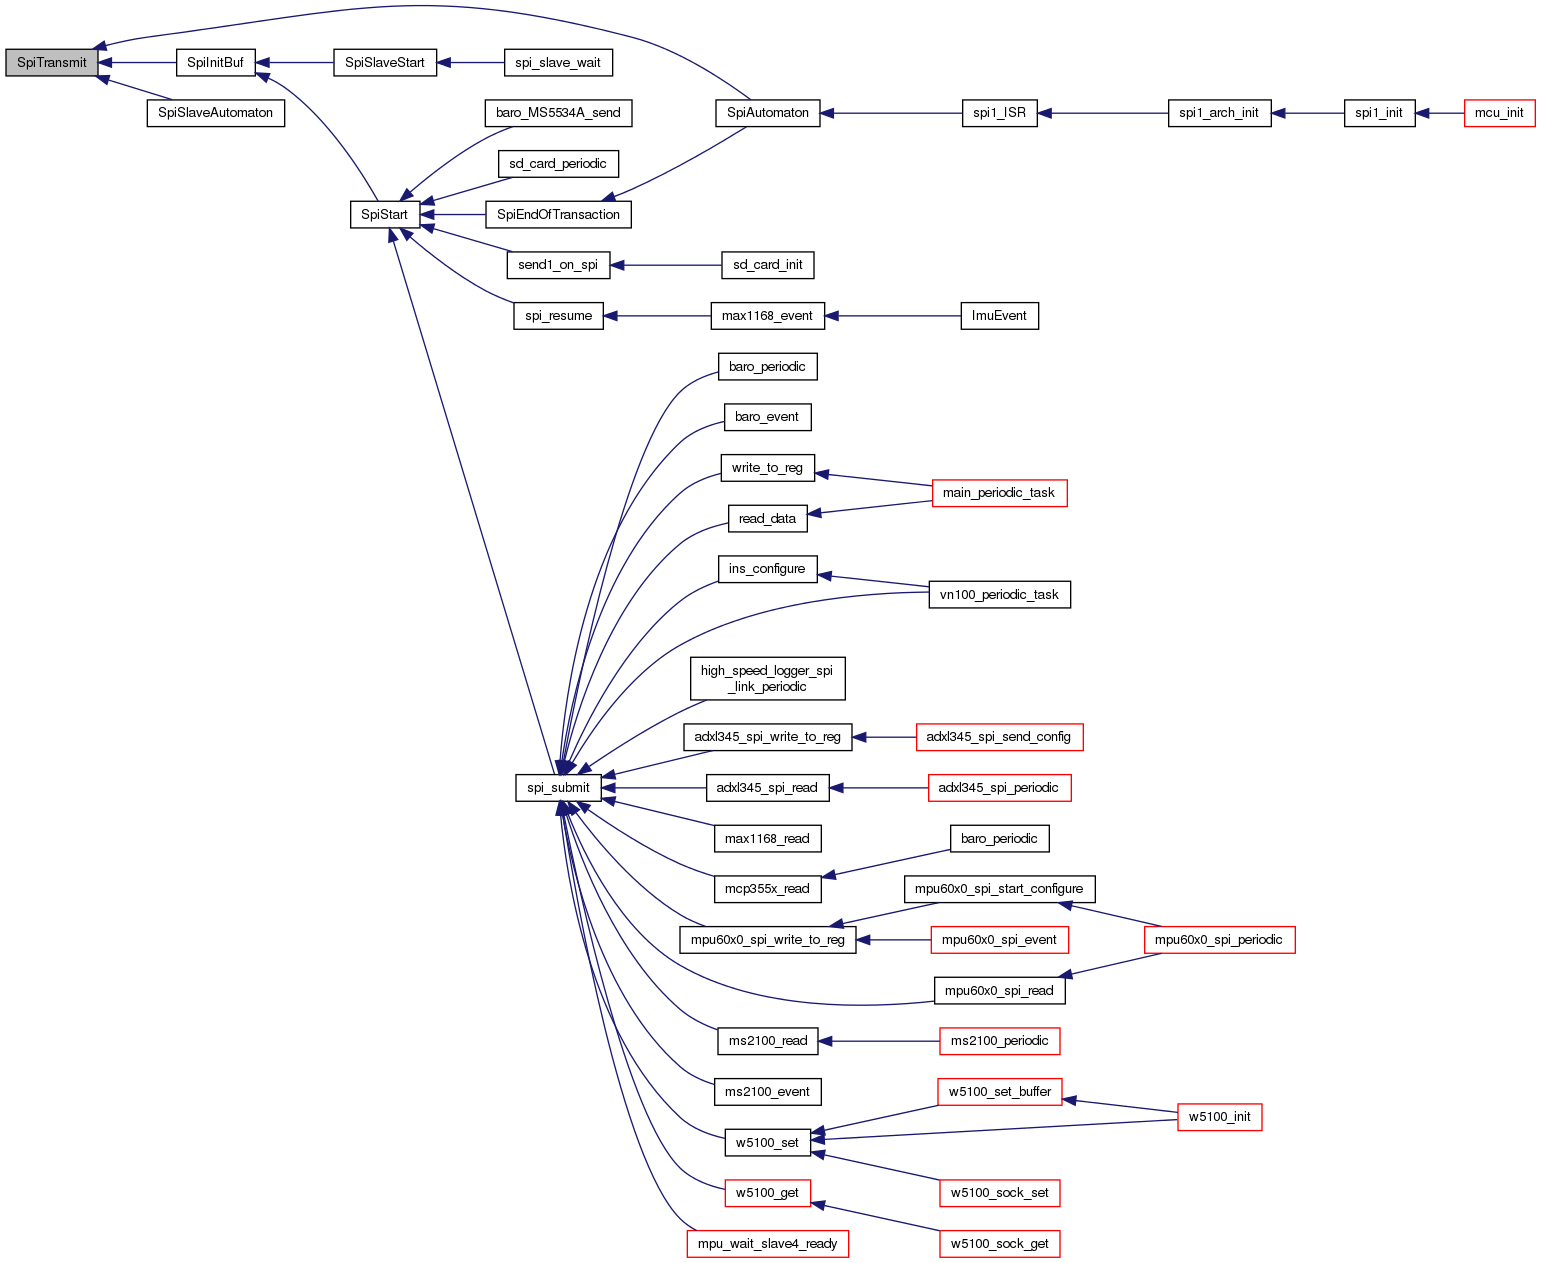 SpiTransmit
SpiInitBuf
SpiSlaveStart
spi_slave_wait
SpiSlaveAutomaton
baro_MS5534A_send
SpiAutomaton
spi1_ISR
spi1_arch_init
spi1_init
mcu_init
sd_card_periodic
SpiStart
SpiEndOfTransaction
send1_on_spi
sd_card_init
spi_resume
max1168_event
ImuEvent
baro_periodic
baro_event
write_to_reg
main_periodic_task
read_data
ins_configure
vn100_periodic_task
high_speed_logger_spi
_link_periodic
adxl345_spi_write_to_reg
adxl345_spi_send_config
spi_submit
adxl345_spi_read
adxl345_spi_periodic
max1168_read
baro_periodic
mcp355x_read
mpu60x0_spi_start_configure
mpu60x0_spi_write_to_reg
mpu60x0_spi_event
mpu60x0_spi_periodic
mpu60x0_spi_read
ms2100_read
ms2100_periodic
ms2100_event
w5100_set_buffer
w5100_init
w5100_set
w5100_get
w5100_sock_set
mpu_wait_slave4_ready
w5100_sock_get